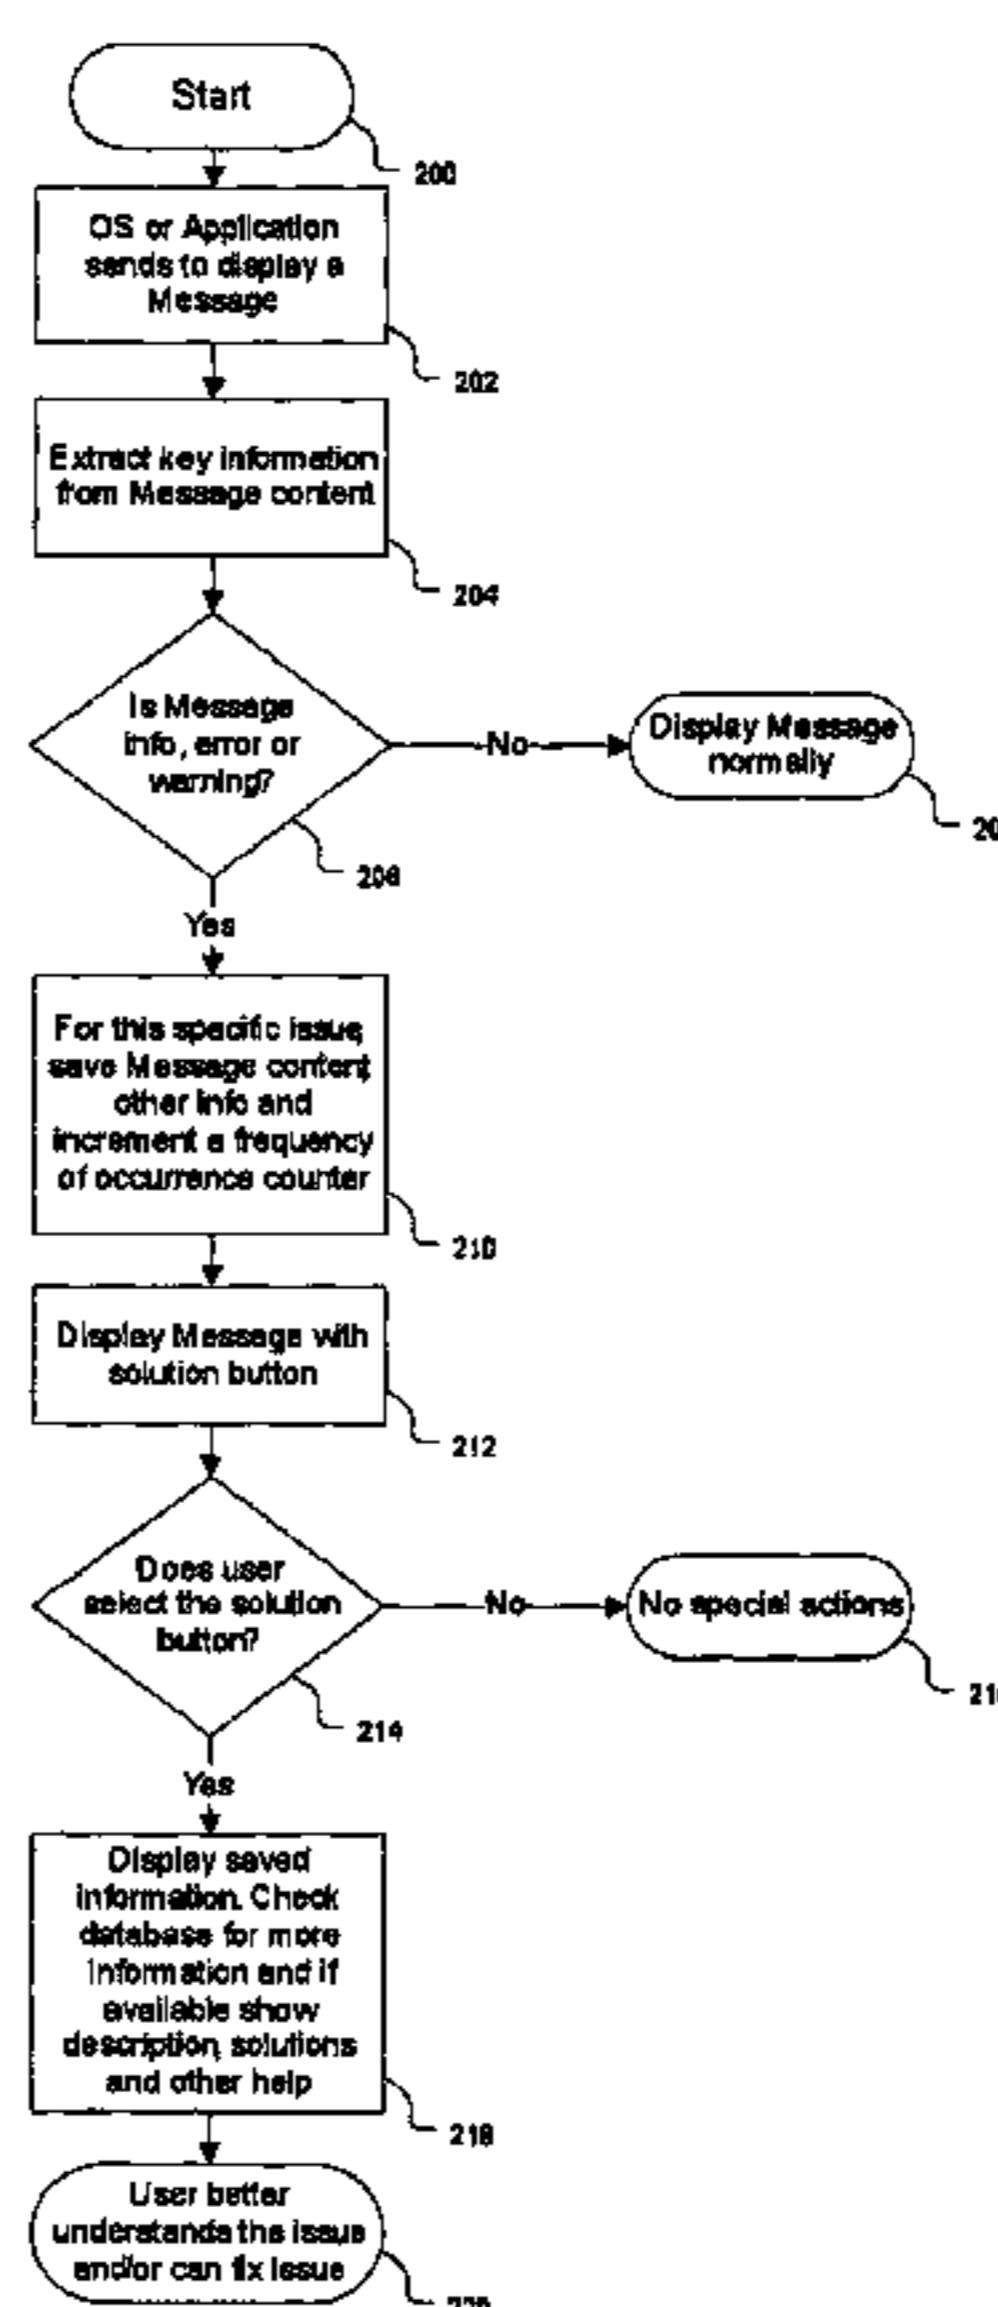 Start
200
OS or Application
sends to display a
Message
202
Extract key information
from Message content
204
Is Message
info, error or
warning?
No
Display Message
normally
206
Yes
For this specific issue,
save Message content,
other info and
increment a frequency
of occurrence counter
210
Display Message with
solution button
212
Does user
select the solution
button?
No
No special actions
214
Yes
Display saved
information. Check
database for more
information and if
available show
description, solutions
and other help
218
User better
understands the issue
and/or can fix issue